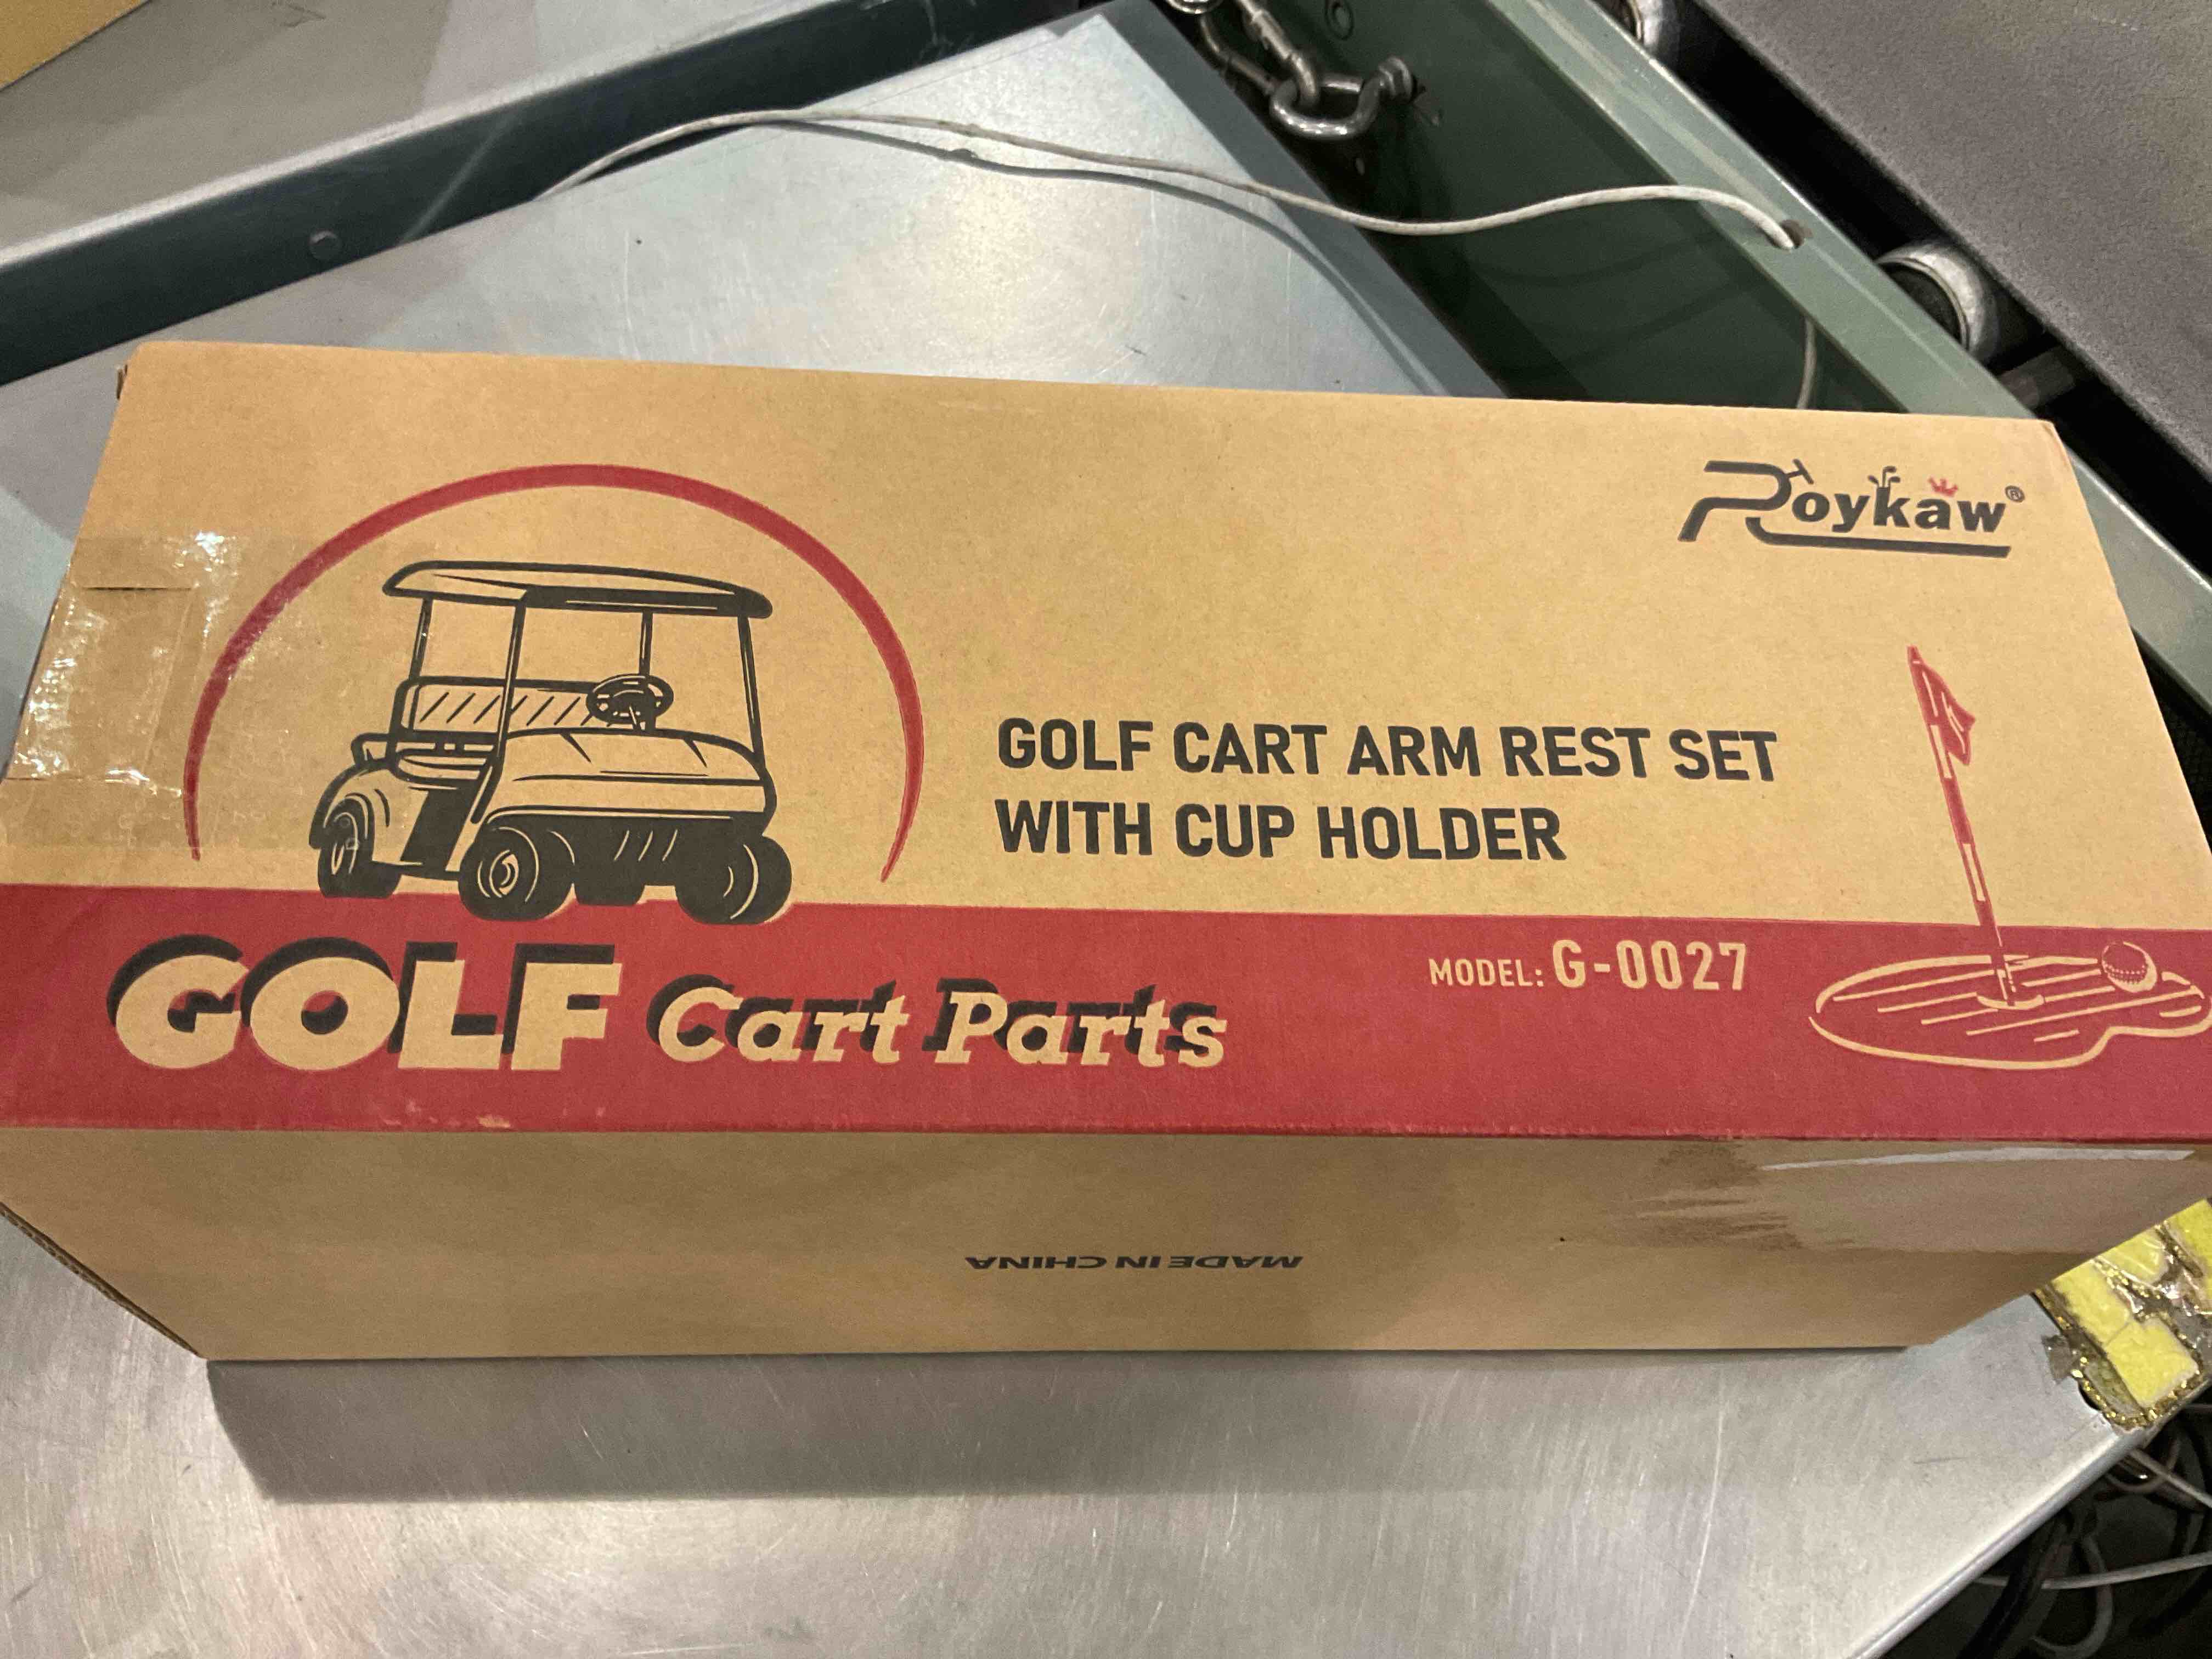 Roykaw®
GOLF CART ARM REST SET
WITH CUP HOLDER
MODEL: G-0027
GOLF Cart Parts
MADE IN CHINA